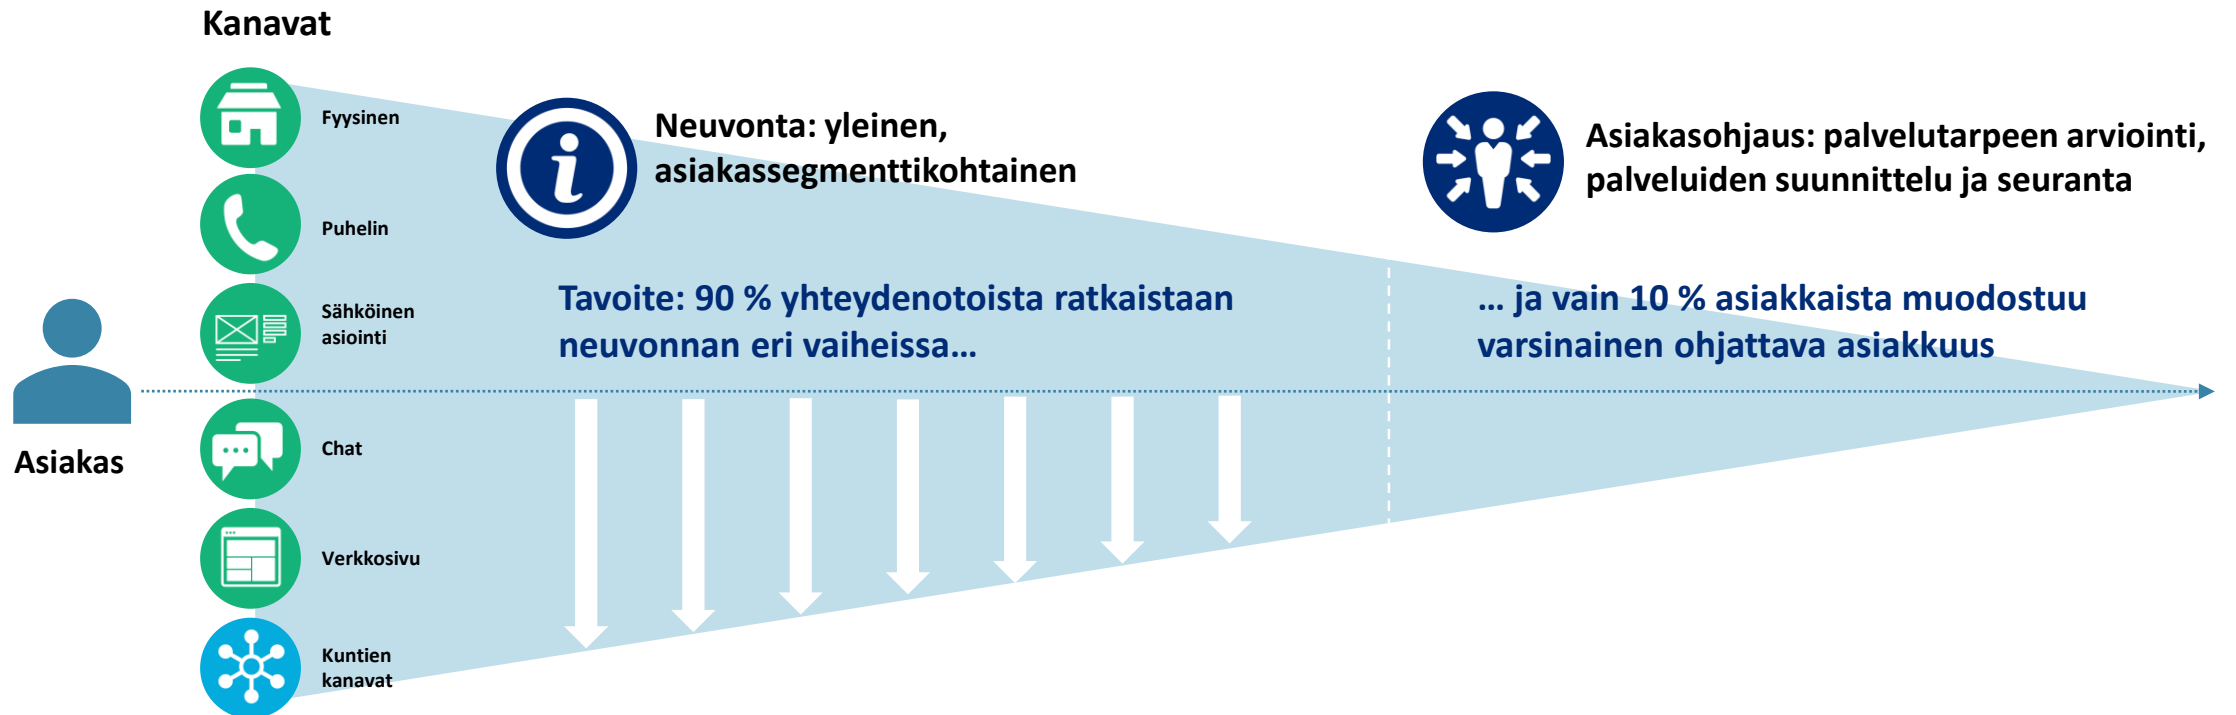 Kanavat
Fyysinen
Puhelin
Sähköinen
asiointi
Chat
Verkkosivu
Kuntien
kanavat
Asiakas
Neuvonta: yleinen,
asiakassegmenttikohtainen
Tavoite: 90 % yhteydenotoista ratkaistaan
neuvonnan eri vaiheissa…
Asiakasohjaus: palvelutarpeen arviointi,
palveluiden suunnittelu ja seuranta
… ja vain 10 % asiakkaista muodostuu
varsinainen ohjattava asiakkuus